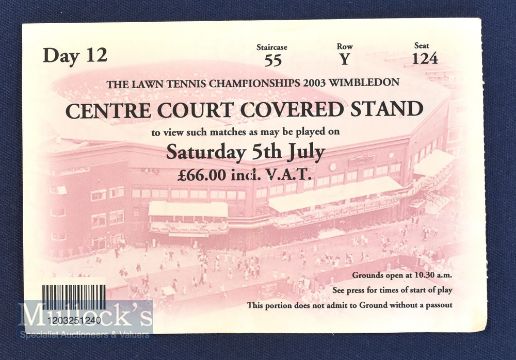 Day 12
Staircase Row Seat
55 Y 124
THE LAWN TENNIS CHAMPIONSHIPS 2003 WIMBLEDON
CENTRE COURT COVERED STAND
to view such matches as may be played on
Saturday 5th July
£66.00 incl. V.A.T.
Grounds open at 10.30 a.m.
See press for times of start of play
This portion does not admit to Ground without a passout
Mullock's
1203251240
Specialist Auctioneers & Valuers